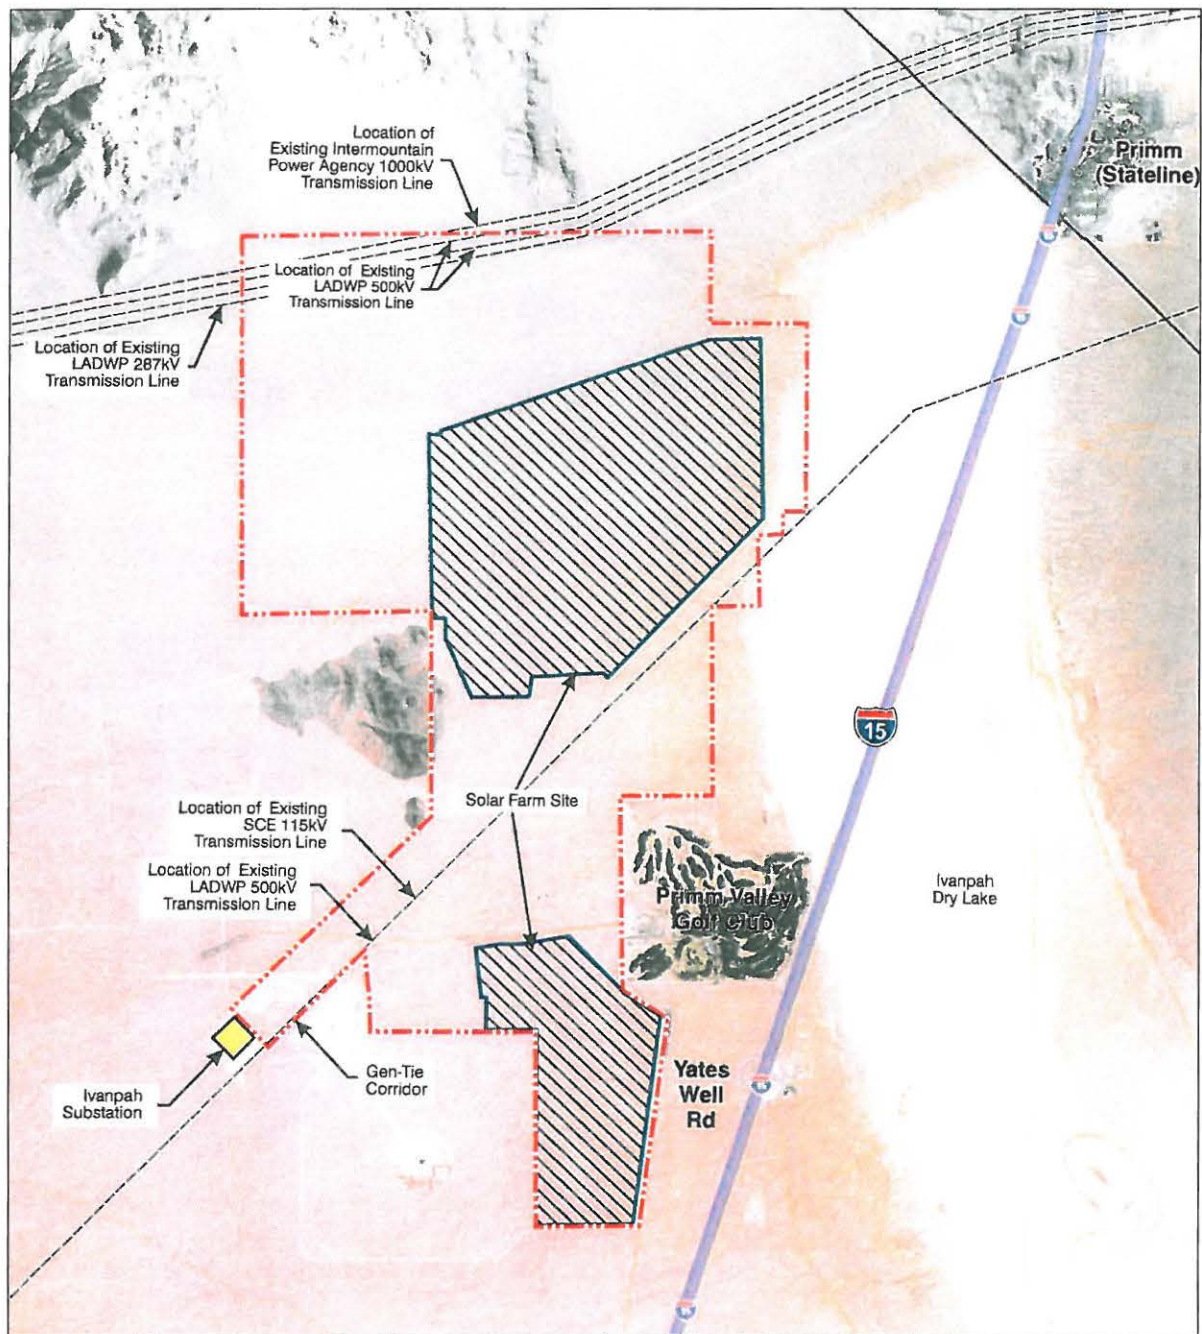 Location of
Existing Intermountain
Power Agency 1000kV
Transmission Line
Primm
(Stateline)
Location of Existing
LADWP 500kV
Transmission Line
Location of Existing
LADWP 287kV
Transmission Line
15
Solar Farm Site
Location of Existing
SCE 115kV
Transmission Line
Location of Existing
LADWP 500kV
Transmission Line
Primm Valley
Golf Club
Ivanpah
Dry Lake
Gen-Tie
Corridor
Ivanpah
Substation
Yates
Well
Rd